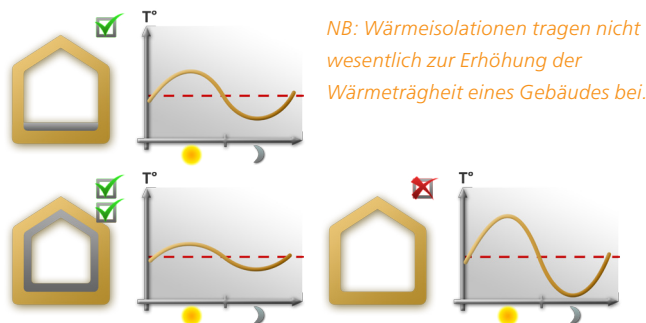 T°
NB: Wärmeisolationen tragen nicht
wesentlich zur Erhöhung der
Wärmeträgheit eines Gebäudes bei.
T°
T°